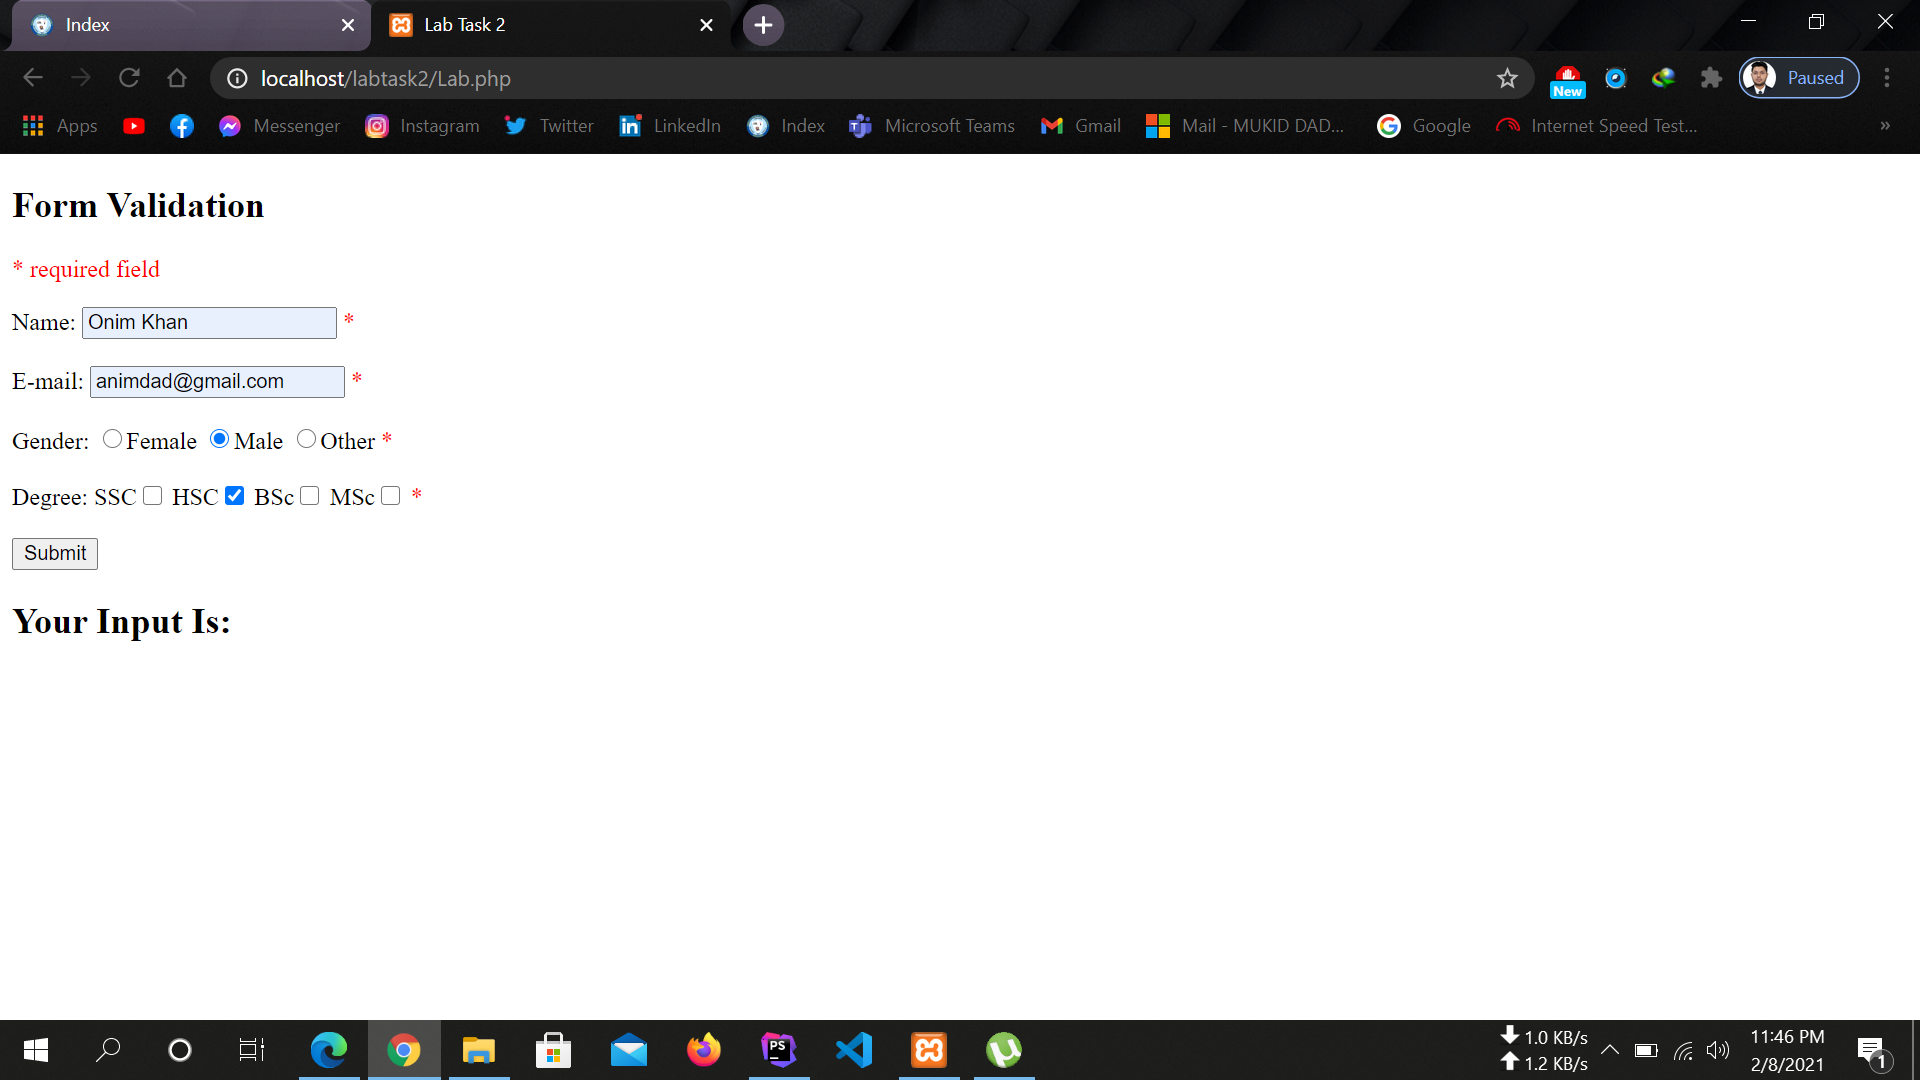 Index
Lab Task 2
localhost/labtask2/Lab.php
New
Paused
Apps
Messenger
Instagram
Twitter
LinkedIn
Index
Microsoft Teams
Gmail
Mail - MUKID DAD...
Google
Internet Speed Test...
Form Validation
* required field
Name: Onim Khan *
E-mail: animdad@gmail.com *
Gender: Female Male Other *
Degree: SSC HSC BSc MSc *
Submit
Your Input Is:
PS
1.0 KB/s
1.2 KB/s
11:46 PM
2/8/2021
1